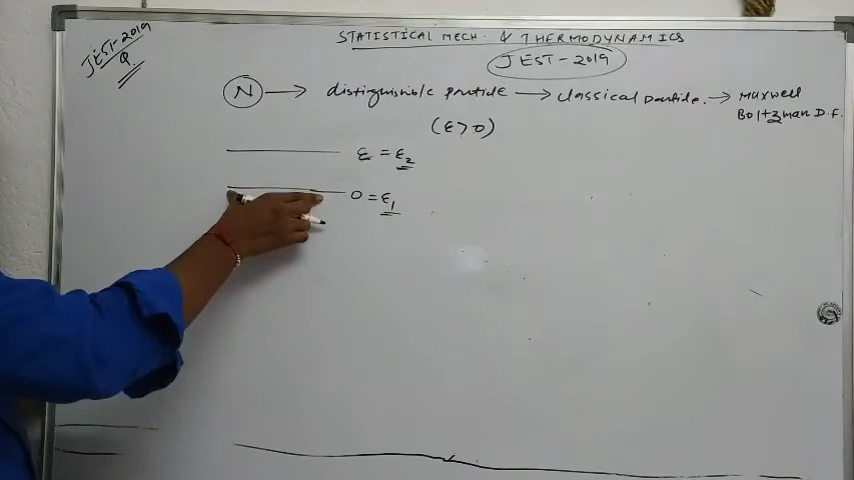 STATISTICAL MECH. & THERMODYNAMICS
JEST-2019
JEST-2019
Q.
N → distinguishable particle → classical particle. → Maxwell
Boltzman D.F.
(ε>0)
ε = ε2
0 = ε1